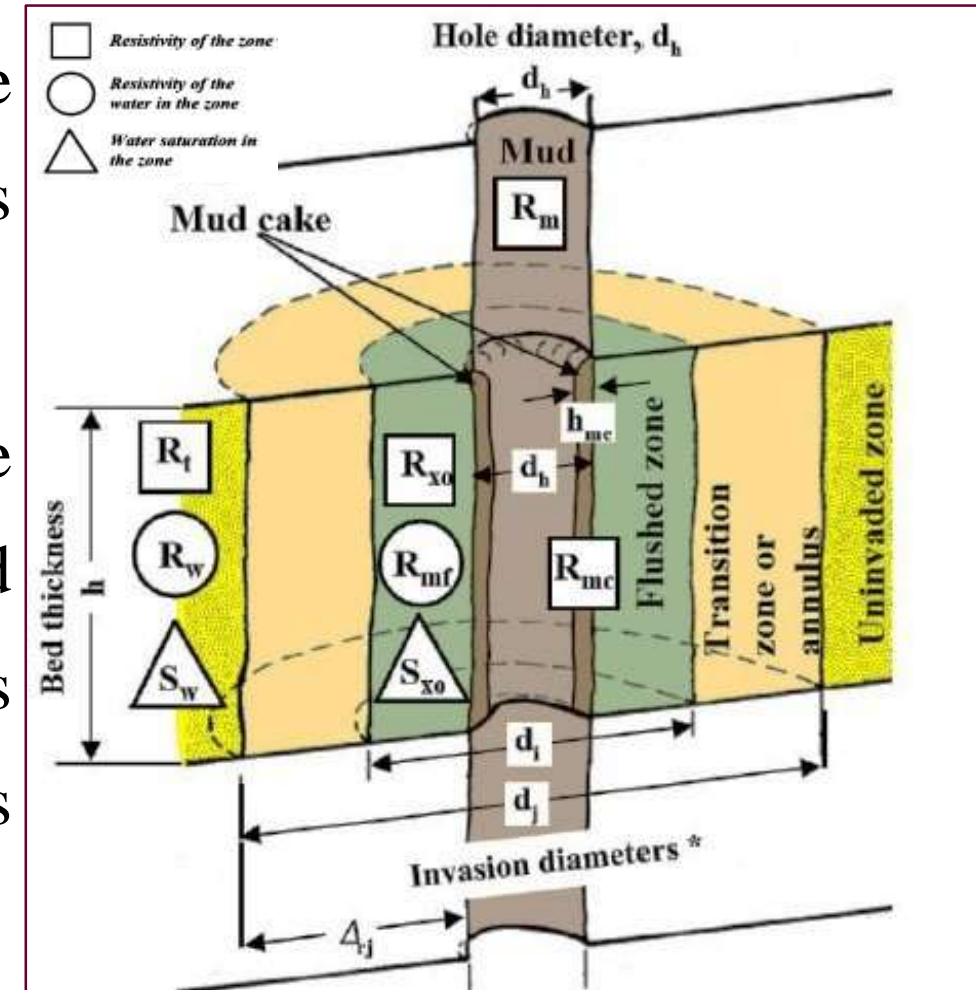 Resistivity of the zone
Resistivity of the
water in the zone
Water saturation in
the zone
Hole diameter, dₕ
dₕ
Mud
Rₘ
Mud cake
hmc
dₕ
Bed thickness
h
Rt
Rw
Sw
Rxo
Rmf
Sxo
Rmc
Flushed zone
Transition
zone or
annulus
Uninvaded zone
di
dj
Invasion diameters *
Δrj
e
s
e
d
s
s